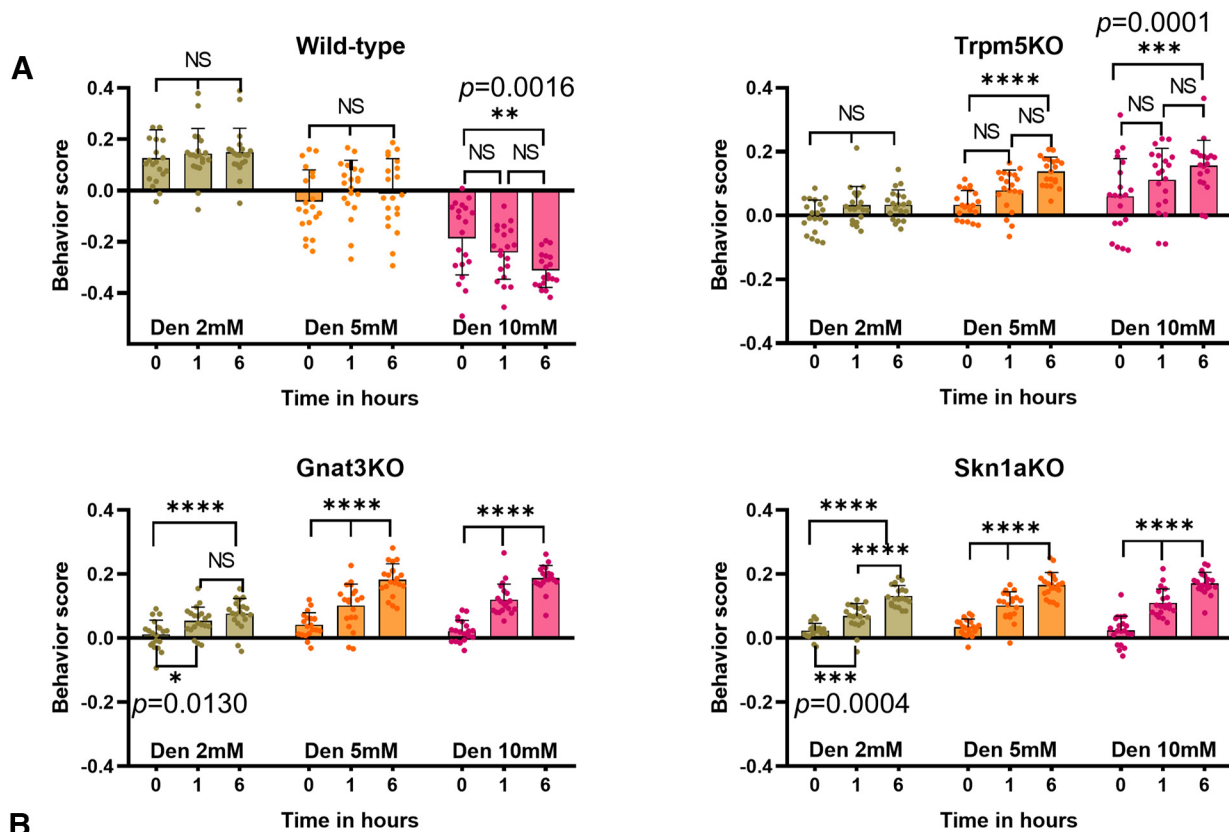 A
Wild-type
NS
NS
p=0.0016
**
NS NS
Behavior score
0.4
0.2
0.0
-0.2
-0.4
Den 2mM Den 5mM Den 10mM
0 1 6 0 1 6 0 1 6
Time in hours
Trpm5KO
p=0.0001
***
****
NS
NS
NS
NS NS
Behavior score
0.4
0.2
0.0
-0.2
-0.4
Den 2mM Den 5mM Den 10mM
0 1 6 0 1 6 0 1 6
Time in hours
Gnat3KO
****
****
****
NS
*
p=0.0130
Behavior score
0.4
0.2
0.0
-0.2
-0.4
Den 2mM Den 5mM Den 10mM
0 1 6 0 1 6 0 1 6
Time in hours
Skn1aKO
****
****
****
****
***
p=0.0004
Behavior score
0.4
0.2
0.0
-0.2
-0.4
Den 2mM Den 5mM Den 10mM
0 1 6 0 1 6 0 1 6
Time in hours
B